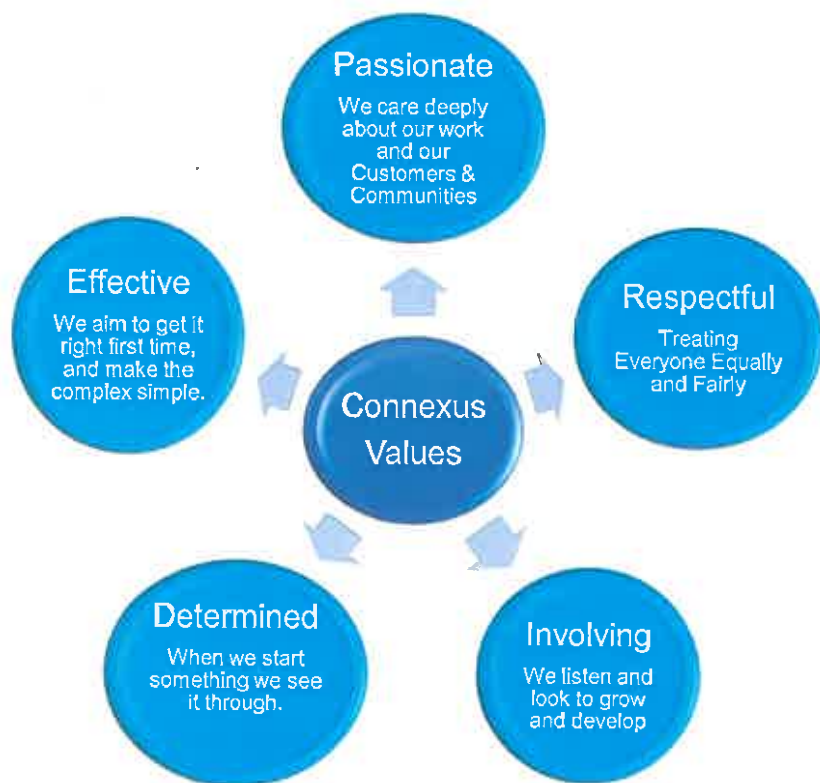 Passionate
We care deeply
about our work
and our
Customers &
Communities
Effective
We aim to get it
right first time,
and make the
complex simple.
Respectful
Treating
Everyone Equally
and Fairly
Connexus
Values
Determined
When we start
something we see
it through.
Involving
We listen and
look to grow
and develop